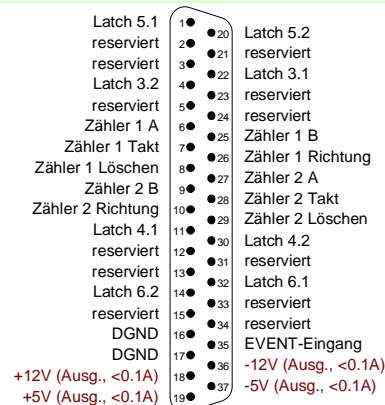 Latch 5.1 1
reserviert 2
reserviert 3
Latch 3.2 4
reserviert 5
Zähler 1 A 6
Zähler 1 Takt 7
Zähler 1 Löschen 8
Zähler 2 B 9
Zähler 2 Richtung 10
Latch 4.1 11
reserviert 12
reserviert 13
Latch 6.2 14
reserviert 15
DGND 16
DGND 17
+12V (Ausg., <0.1A) 18
+5V (Ausg., <0.1A) 19
20 Latch 5.2
21 reserviert
22 Latch 3.1
23 reserviert
24 reserviert
25 Zähler 1 B
26 Zähler 1 Richtung
27 Zähler 2 A
28 Zähler 2 Takt
29 Zähler 2 Löschen
30 Latch 4.2
31 reserviert
32 Latch 6.1
33 reserviert
34 reserviert
35 EVENT-Eingang
36 -12V (Ausg., <0.1A)
37 -5V (Ausg., <0.1A)